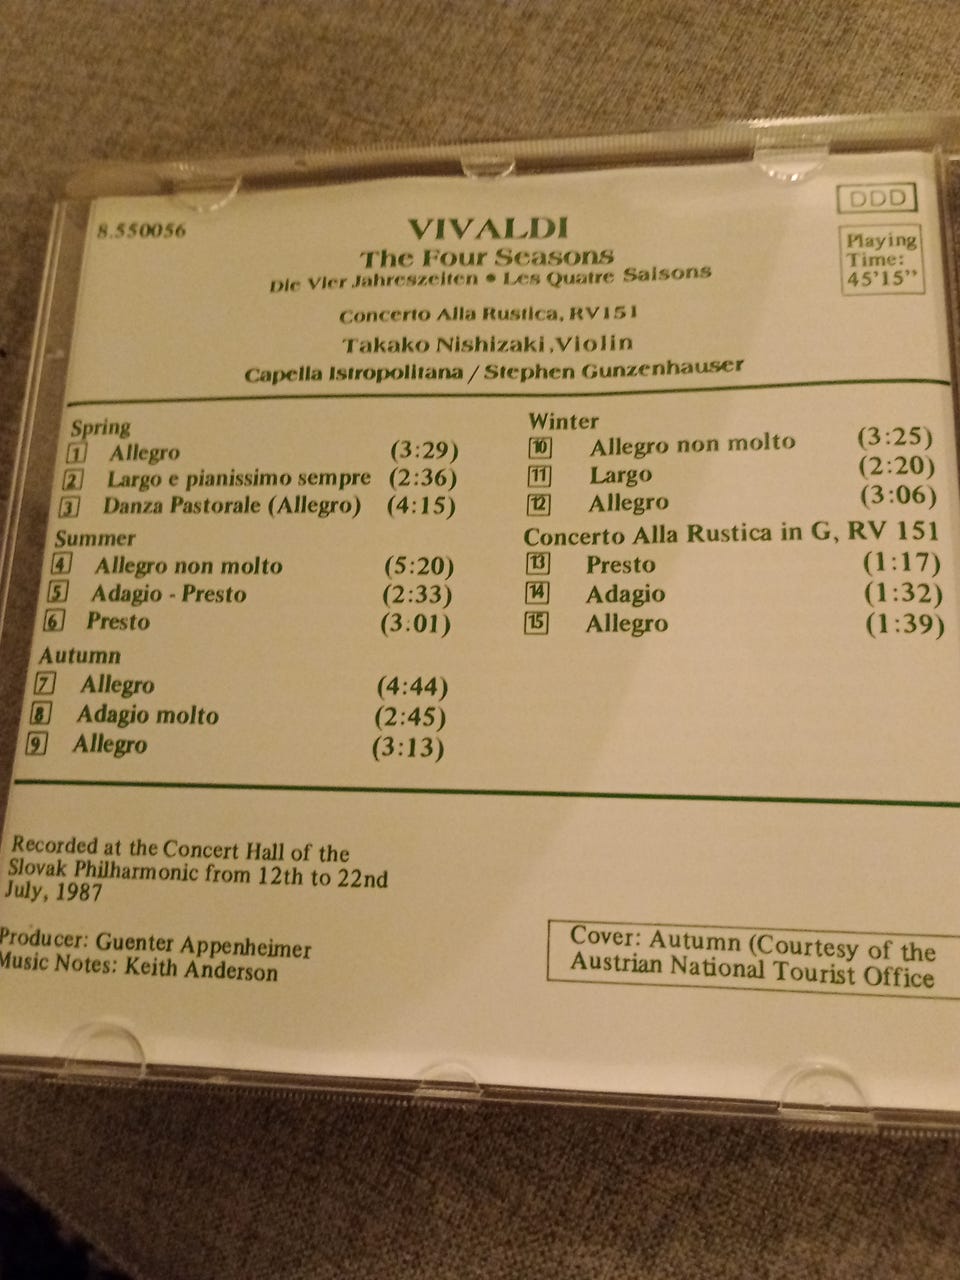 8.550056
VIVALDI
The Four Seasons
Die Vier Jahreszeiten • Les Quatre Saisons
Concerto Alla Rustica, RV151
Takako Nishizaki, Violin
Capella Istropolitana / Stephen Gunzenhauser
DDD
Playing
Time:
45'15"
Spring
1 Allegro (3:29)
2 Largo e pianissimo sempre (2:36)
3 Danza Pastorale (Allegro) (4:15)
Summer
4 Allegro non molto (5:20)
5 Adagio - Presto (2:33)
6 Presto (3:01)
Autumn
7 Allegro (4:44)
8 Adagio molto (2:45)
9 Allegro (3:13)
Winter
10 Allegro non molto (3:25)
11 Largo (2:20)
12 Allegro (3:06)
Concerto Alla Rustica in G, RV 151
13 Presto (1:17)
14 Adagio (1:32)
15 Allegro (1:39)
Recorded at the Concert Hall of the
Slovak Philharmonic from 12th to 22nd
July, 1987
Producer: Guenter Appenheimer
Music Notes: Keith Anderson
Cover: Autumn (Courtesy of the
Austrian National Tourist Office